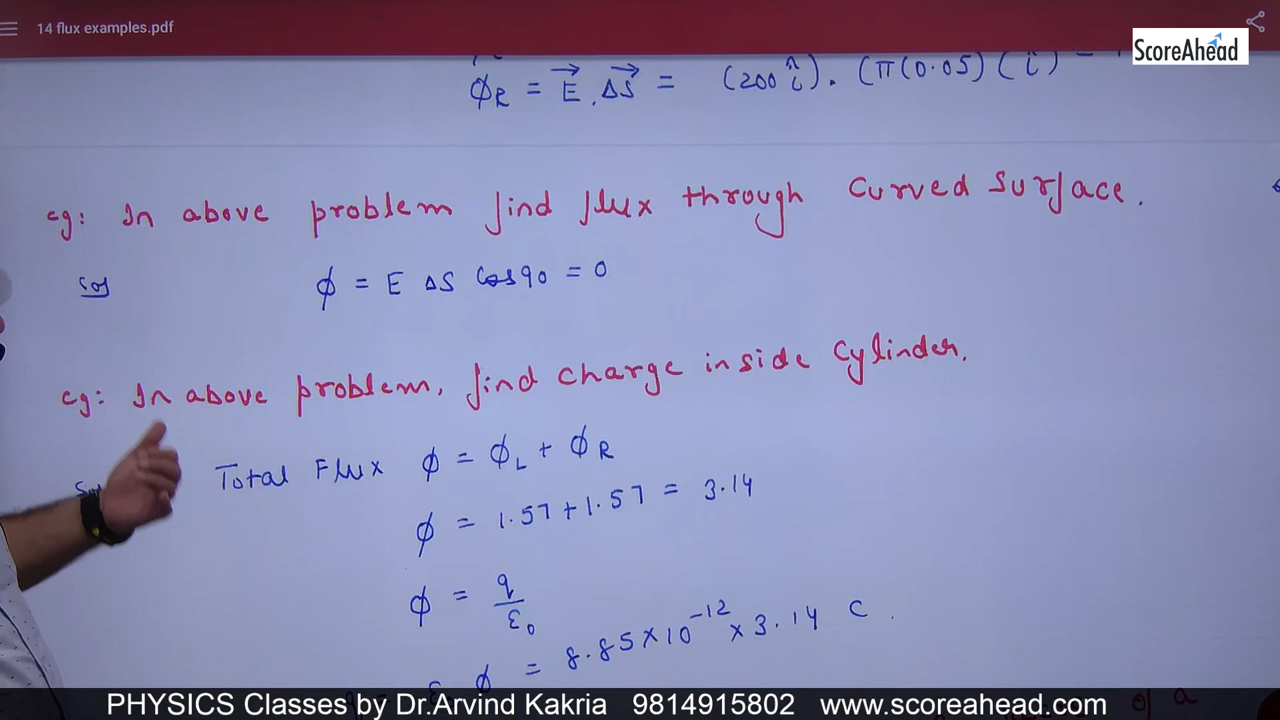 14 flux examples.pdf
ScoreAhead
ϕR = E⃗ . ΔS⃗ = (200 î) . (π(0.05) (î)
eg: In above problem find flux through curved surface.
Sol
ϕ = E ΔS Cos90 = 0
eg: In above problem, find charge inside cylinder.
Total Flux ϕ = ϕL + ϕR
ϕ = 1.57 + 1.57 = 3.14
ϕ = q/ε0
ϕ = 8.85×10^-12 × 3.14 C
of a
PHYSICS Classes by Dr.Arvind Kakria 9814915802 www.scoreahead.com